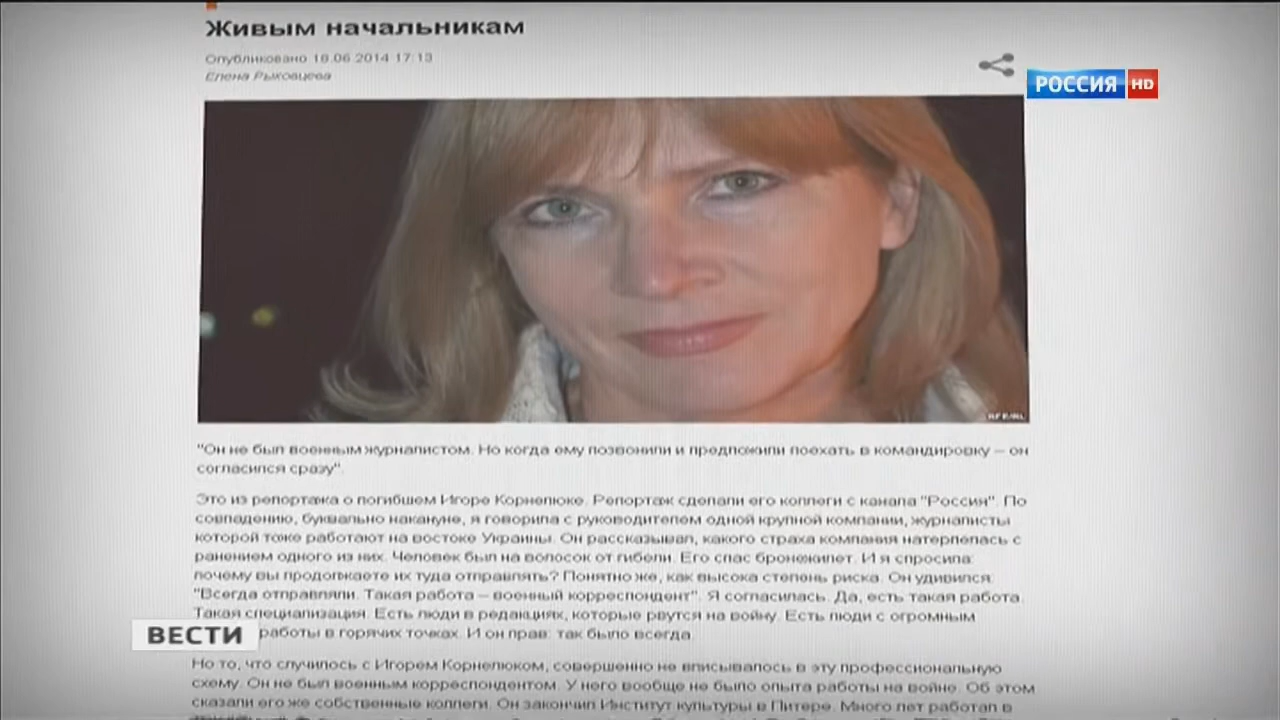 Живым начальникам
Опубликовано 18.06.2014 17:13
Елена Рыковцева
РОССИЯ HD
RFE/RL
"Он не был военным журналистом. Но когда ему позвонили и предложили поехать в командировку – он
согласился сразу".
Это из репортажа о погибшем Игоре Корнелюке. Репортаж сделали его коллеги с канала "Россия". По
совпадению, буквально накануне, я говорила с руководителем одной крупной компании, журналисты
которой тоже работают на востоке Украины. Он рассказывал, какого страха компания натерпелась с
ранением одного из них. Человек был на волосок от гибели. Его спас бронежилет. И я спросила:
почему вы продолжаете их туда отправлять? Понятно же, как высока степень риска. Он удивился:
"Всегда отправляли. Такая работа – военный корреспондент". Я согласилась. Да, есть такая работа.
Такая специализация. Есть люди в редакциях, которые рвутся на войну. Есть люди с огромным
ВЕСТИ
работы в горячих точках. И он прав: так было всегда.
Но то, что случилось с Игорем Корнелюком, совершенно не вписывалось в эту профессиональную
схему. Он не был военным корреспондентом. У него вообще не было опыта работы на войне. Об этом
сказали его же собственные коллеги. Он закончил Институт культуры в Питере. Много лет работал в